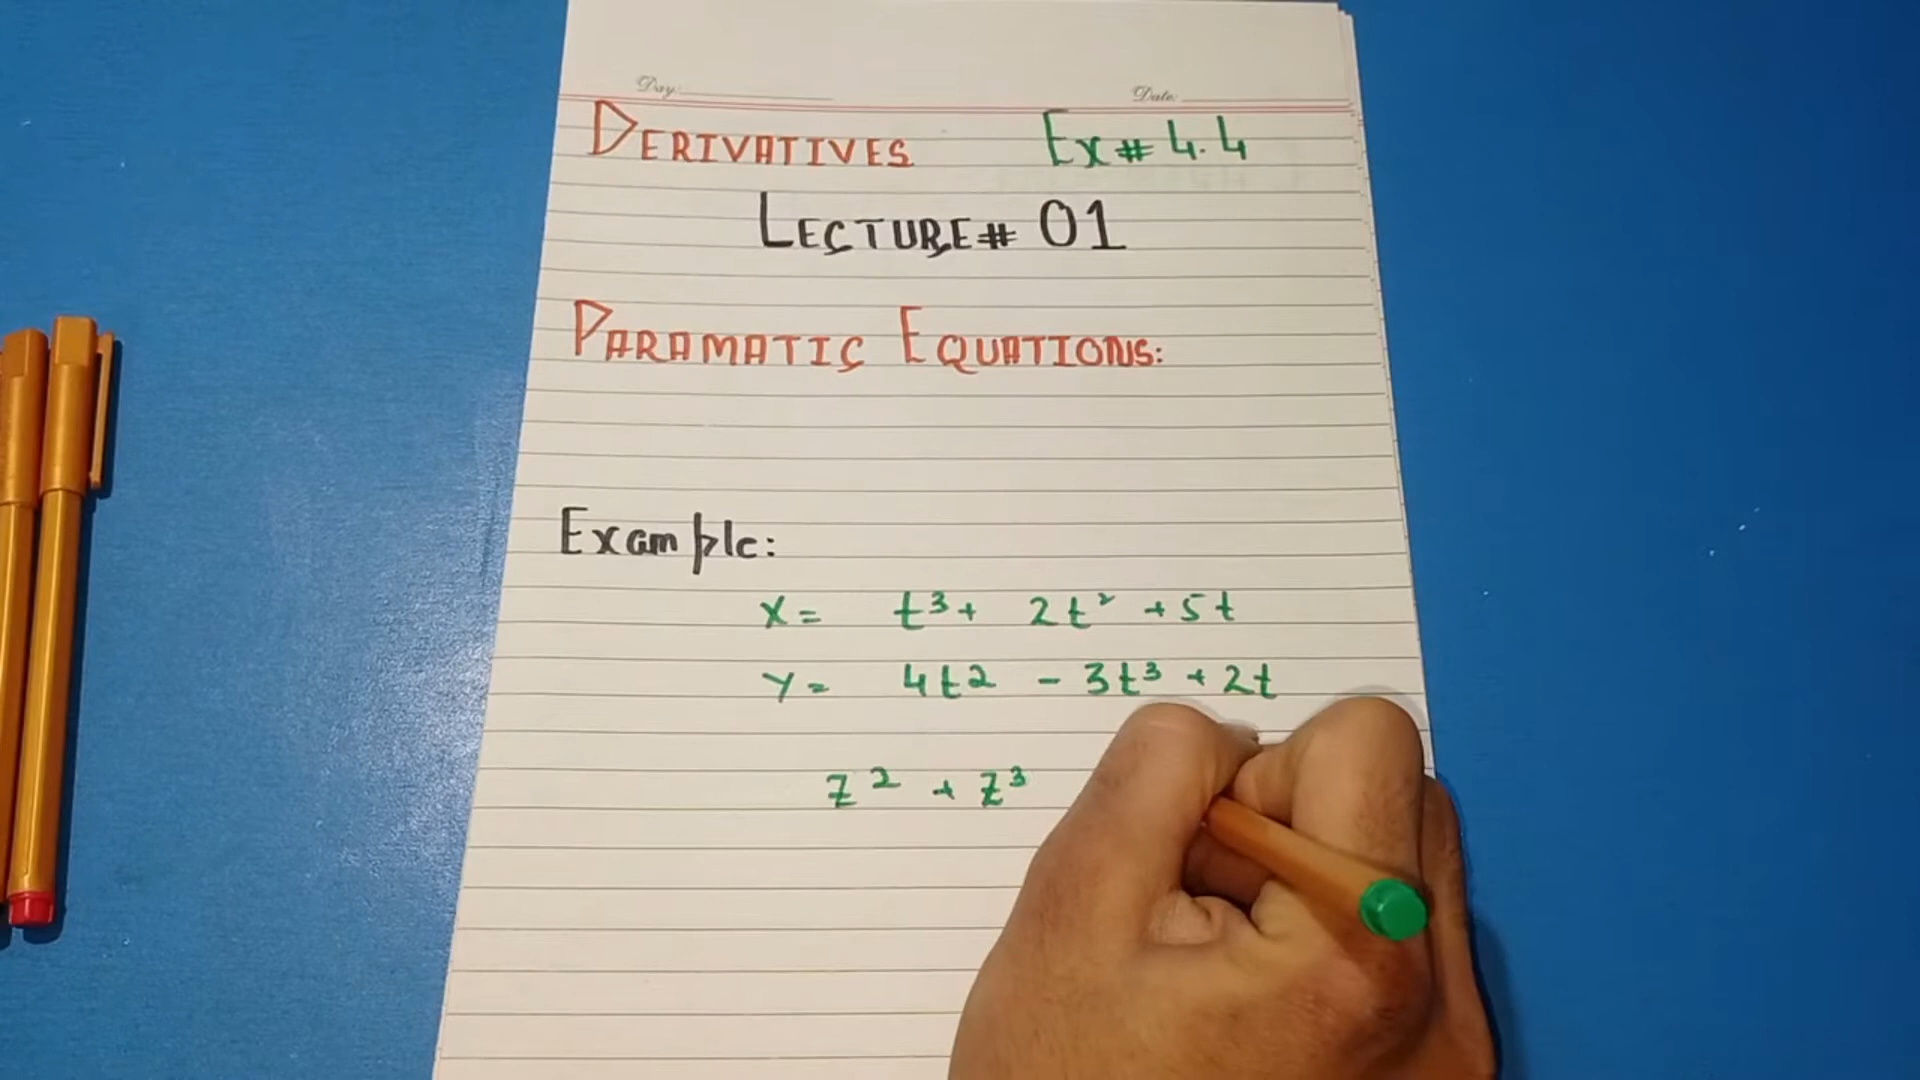 Day: Date:
DERIVATIVES Ex# 4.4
LECTURE# 01
PARAMATIC EQUATIONS:
Example:
x = t³ + 2t² + 5t
y = 4t² - 3t³ + 2t
z² + z³